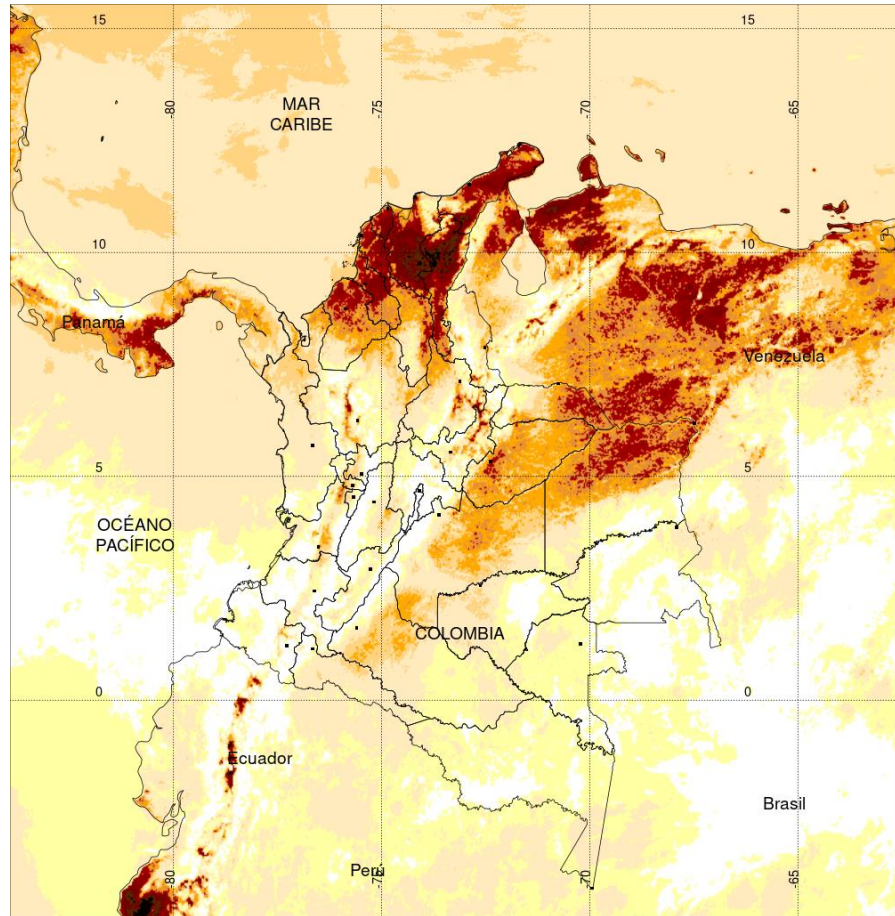 15
15
-80
-75
-70
-65
MAR
CARIBE
10
10
Panamá
Venezuela
5
5
OCÉANO
PACÍFICO
COLOMBIA
0
0
Ecuador
Brasil
Perú
-80
-75
-70
-65